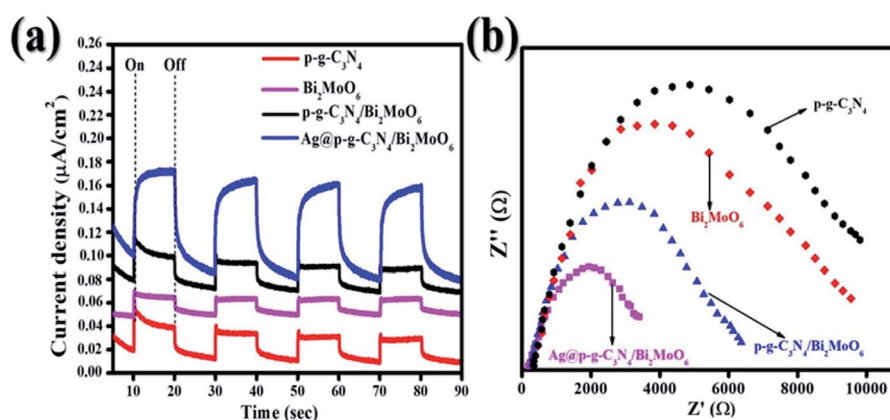 (a)
Current density (µA/cm²)
0.26
0.24
0.22
0.20
0.18
0.16
0.14
0.12
0.10
0.08
0.06
0.04
0.02
0.00
On Off
p-g-C₃N₄
Bi₂MoO₆
p-g-C₃N₄/Bi₂MoO₆
Ag@p-g-C₃N₄/Bi₂MoO₆
10 20 30 40 50 60 70 80 90
Time (sec)
(b)
Z'' (Ω)
p-g-C₃N₄
Bi₂MoO₆
Ag@p-g-C₃N₄/Bi₂MoO₆
p-g-C₃N₄/Bi₂MoO₆
0 2000 4000 6000 8000 10000
Z' (Ω)